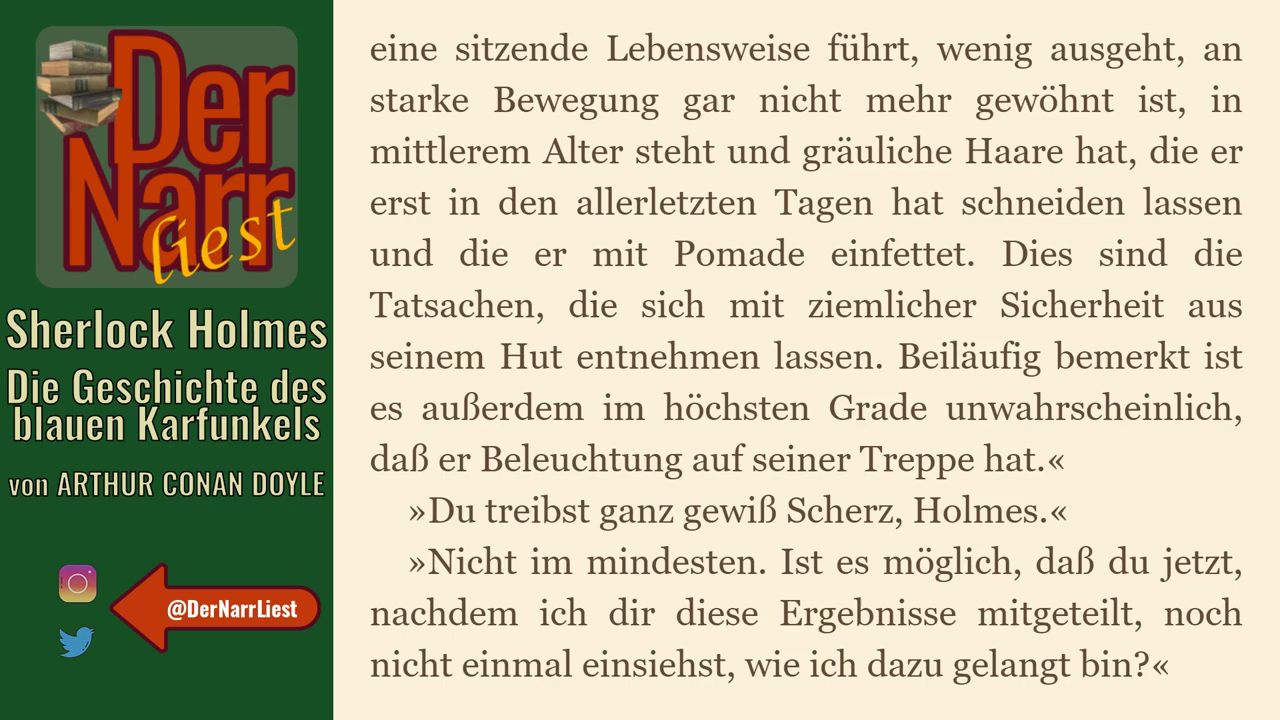 Der
Narr
liest
Sherlock Holmes
Die Geschichte des
blauen Karfunkels
von ARTHUR CONAN DOYLE
@DerNarrLiest
eine sitzende Lebensweise führt, wenig ausgeht, an
starke Bewegung gar nicht mehr gewöhnt ist, in
mittlerem Alter steht und gräuliche Haare hat, die er
erst in den allerletzten Tagen hat schneiden lassen
und die er mit Pomade einfettet. Dies sind die
Tatsachen, die sich mit ziemlicher Sicherheit aus
seinem Hut entnehmen lassen. Beiläufig bemerkt ist
es außerdem im höchsten Grade unwahrscheinlich,
daß er Beleuchtung auf seiner Treppe hat.«
»Du treibst ganz gewiß Scherz, Holmes.«
»Nicht im mindesten. Ist es möglich, daß du jetzt,
nachdem ich dir diese Ergebnisse mitgeteilt, noch
nicht einmal einsiehst, wie ich dazu gelangt bin?«